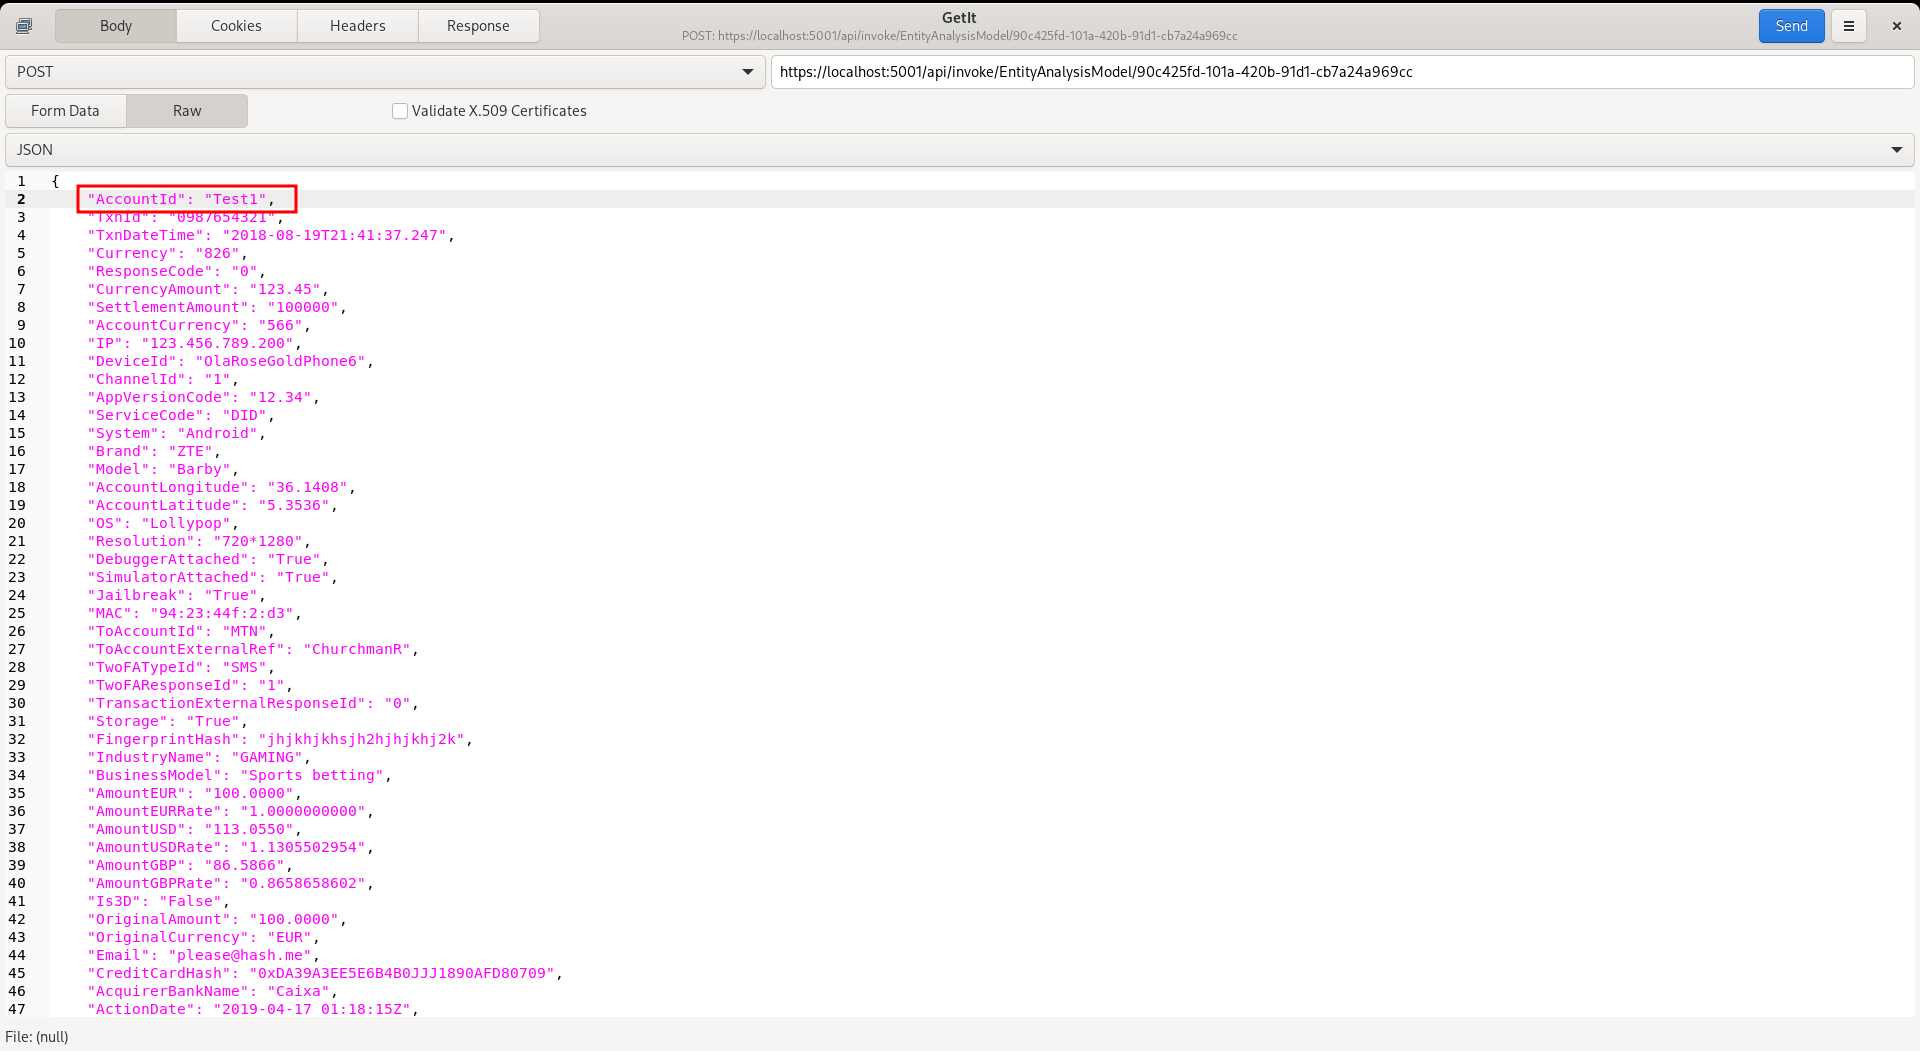 Body Cookies Headers Response
GetIt
POST: https://localhost:5001/api/invoke/EntityAnalysisModel/90c425fd-101a-420b-91d1-cb7a24a969cc
Send
POST
https://localhost:5001/api/invoke/EntityAnalysisModel/90c425fd-101a-420b-91d1-cb7a24a969cc
Form Data Raw Validate X.509 Certificates
JSON
1 {
2 "AccountId": "Test1",
3 "TxnId": "0987654321",
4 "TxnDateTime": "2018-08-19T21:41:37.247",
5 "Currency": "826",
6 "ResponseCode": "0",
7 "CurrencyAmount": "123.45",
8 "SettlementAmount": "100000",
9 "AccountCurrency": "566",
10 "IP": "123.456.789.200",
11 "DeviceId": "OlaRoseGoldPhone6",
12 "ChannelId": "1",
13 "AppVersionCode": "12.34",
14 "ServiceCode": "DID",
15 "System": "Android",
16 "Brand": "ZTE",
17 "Model": "Barby",
18 "AccountLongitude": "36.1408",
19 "AccountLatitude": "5.3536",
20 "OS": "Lollypop",
21 "Resolution": "720*1280",
22 "DebuggerAttached": "True",
23 "SimulatorAttached": "True",
24 "Jailbreak": "True",
25 "MAC": "94:23:44f:2:d3",
26 "ToAccountId": "MTN",
27 "ToAccountExternalRef": "ChurchmanR",
28 "TwoFATypeId": "SMS",
29 "TwoFAResponseId": "1",
30 "TransactionExternalResponseId": "0",
31 "Storage": "True",
32 "FingerprintHash": "jhjkhjkhsjh2hjhjkhj2k",
33 "IndustryName": "GAMING",
34 "BusinessModel": "Sports betting",
35 "AmountEUR": "100.0000",
36 "AmountEURRate": "1.0000000000",
37 "AmountUSD": "113.0550",
38 "AmountUSDRate": "1.1305502954",
39 "AmountGBP": "86.5866",
40 "AmountGBPRate": "0.8658658602",
41 "Is3D": "False",
42 "OriginalAmount": "100.0000",
43 "OriginalCurrency": "EUR",
44 "Email": "please@hash.me",
45 "CreditCardHash": "0xDA39A3EE5E6B4B0JJJ1890AFD80709",
46 "AcquirerBankName": "Caixa",
47 "ActionDate": "2019-04-17 01:18:15Z",
File: (null)